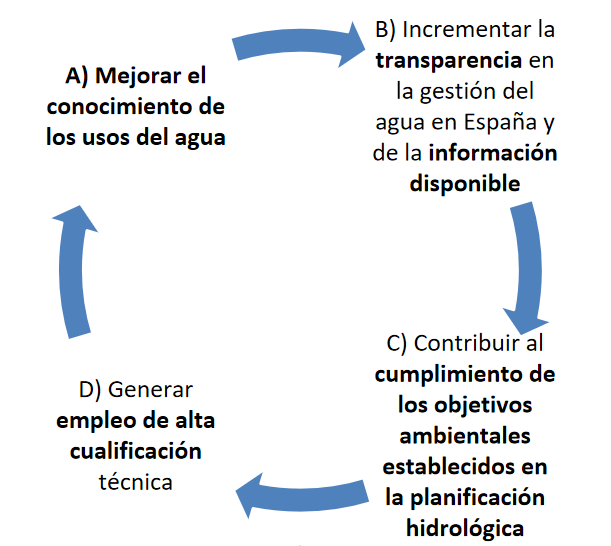 A) Mejorar el
conocimiento de
los usos del agua
B) Incrementar la
transparencia en
la gestión del
agua en España y
de la información
disponible
C) Contribuir al
cumplimiento de
los objetivos
ambientales
establecidos en
la planificación
hidrológica
D) Generar
empleo de alta
cualificación
técnica